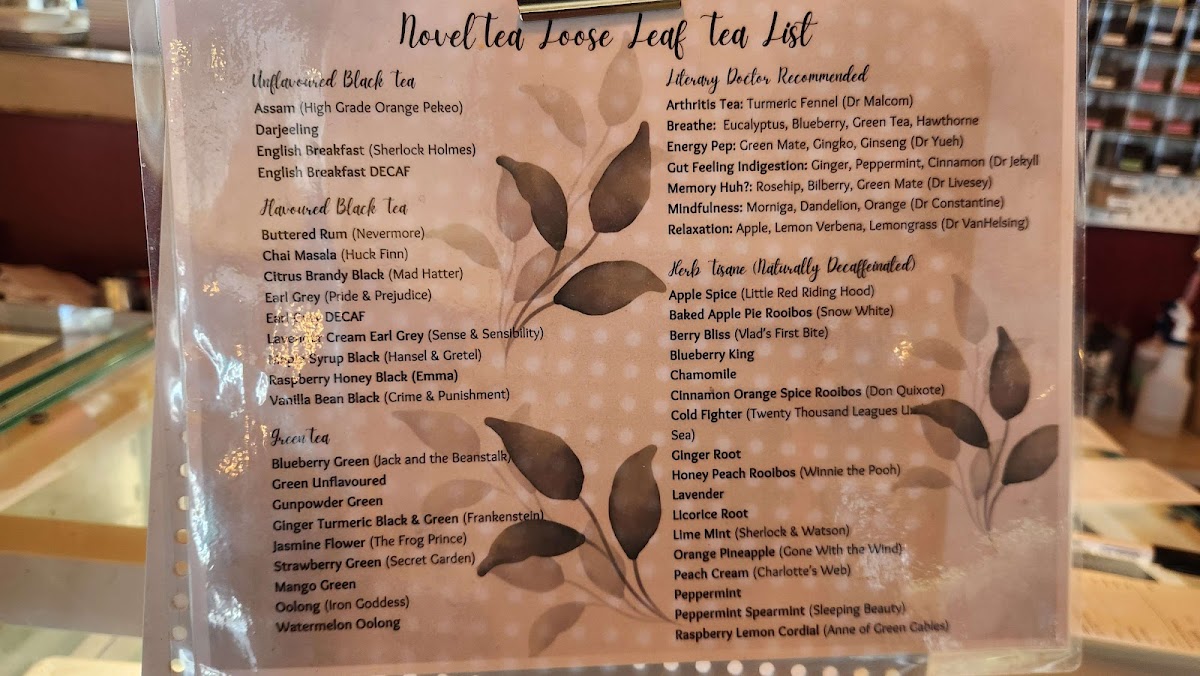 Novel tea Loose Leaf Tea List
Unflavoured Black Tea
Assam (High Grade Orange Pekeo)
Darjeeling
English Breakfast (Sherlock Holmes)
English Breakfast DECAF
Flavoured Black Tea
Buttered Rum (Nevermore)
Chai Masala (Huck Finn)
Citrus Brandy Black (Mad Hatter)
Earl Grey (Pride & Prejudice)
Earl Grey DECAF
Lavender Cream Earl Grey (Sense & Sensibility)
Maple Syrup Black (Hansel & Gretel)
Raspberry Honey Black (Emma)
Vanilla Bean Black (Crime & Punishment)
Green Tea
Blueberry Green (Jack and the Beanstalk)
Green Unflavoured
Gunpowder Green
Ginger Turmeric Black & Green (Frankenstein)
Jasmine Flower (The Frog Prince)
Strawberry Green (Secret Garden)
Mango Green
Oolong (Iron Goddess)
Watermelon Oolong
Literary Doctor Recommended
Arthritis Tea: Turmeric Fennel (Dr Malcom)
Breathe: Eucalyptus, Blueberry, Green Tea, Hawthorne
Energy Pep: Green Mate, Gingko, Ginseng (Dr Yueh)
Gut Feeling Indigestion: Ginger, Peppermint, Cinnamon (Dr Jekyll
Memory Huh?: Rosehip, Bilberry, Green Mate (Dr Livesey)
Mindfulness: Morniga, Dandelion, Orange (Dr Constantine)
Relaxation: Apple, Lemon Verbena, Lemongrass (Dr VanHelsing)
Herb Tisane (Naturally Decaffeinated)
Apple Spice (Little Red Riding Hood)
Baked Apple Pie Rooibos (Snow White)
Berry Bliss (Vlad's First Bite)
Blueberry King
Chamomile
Cinnamon Orange Spice Rooibos (Don Quixote)
Cold Fighter (Twenty Thousand Leagues
Sea)
Ginger Root
Honey Peach Rooibos (Winnie the Pooh)
Lavender
Licorice Root
Lime Mint (Sherlock & Watson)
Orange Pineapple (Gone With the Wind)
Peach Cream (Charlotte's Web)
Peppermint
Peppermint Spearmint (Sleeping Beauty)
Raspberry Lemon Cordial (Anne of Green Gables)